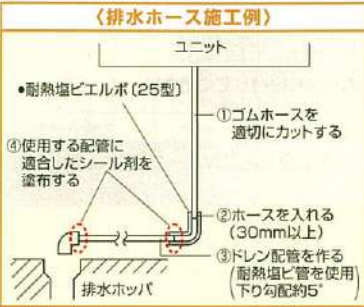 〈排水ホース施工例〉
ユニット
•耐熱塩ビエルボ(25型)
①ゴムホースを
適切にカットする
④使用する配管に
適合したシール剤を
塗布する
②ホースを入れる
(30mm以上)
③ドレン配管を作る
(耐熱塩ビ管を使用
下り勾配約5°)
排水ホッパ